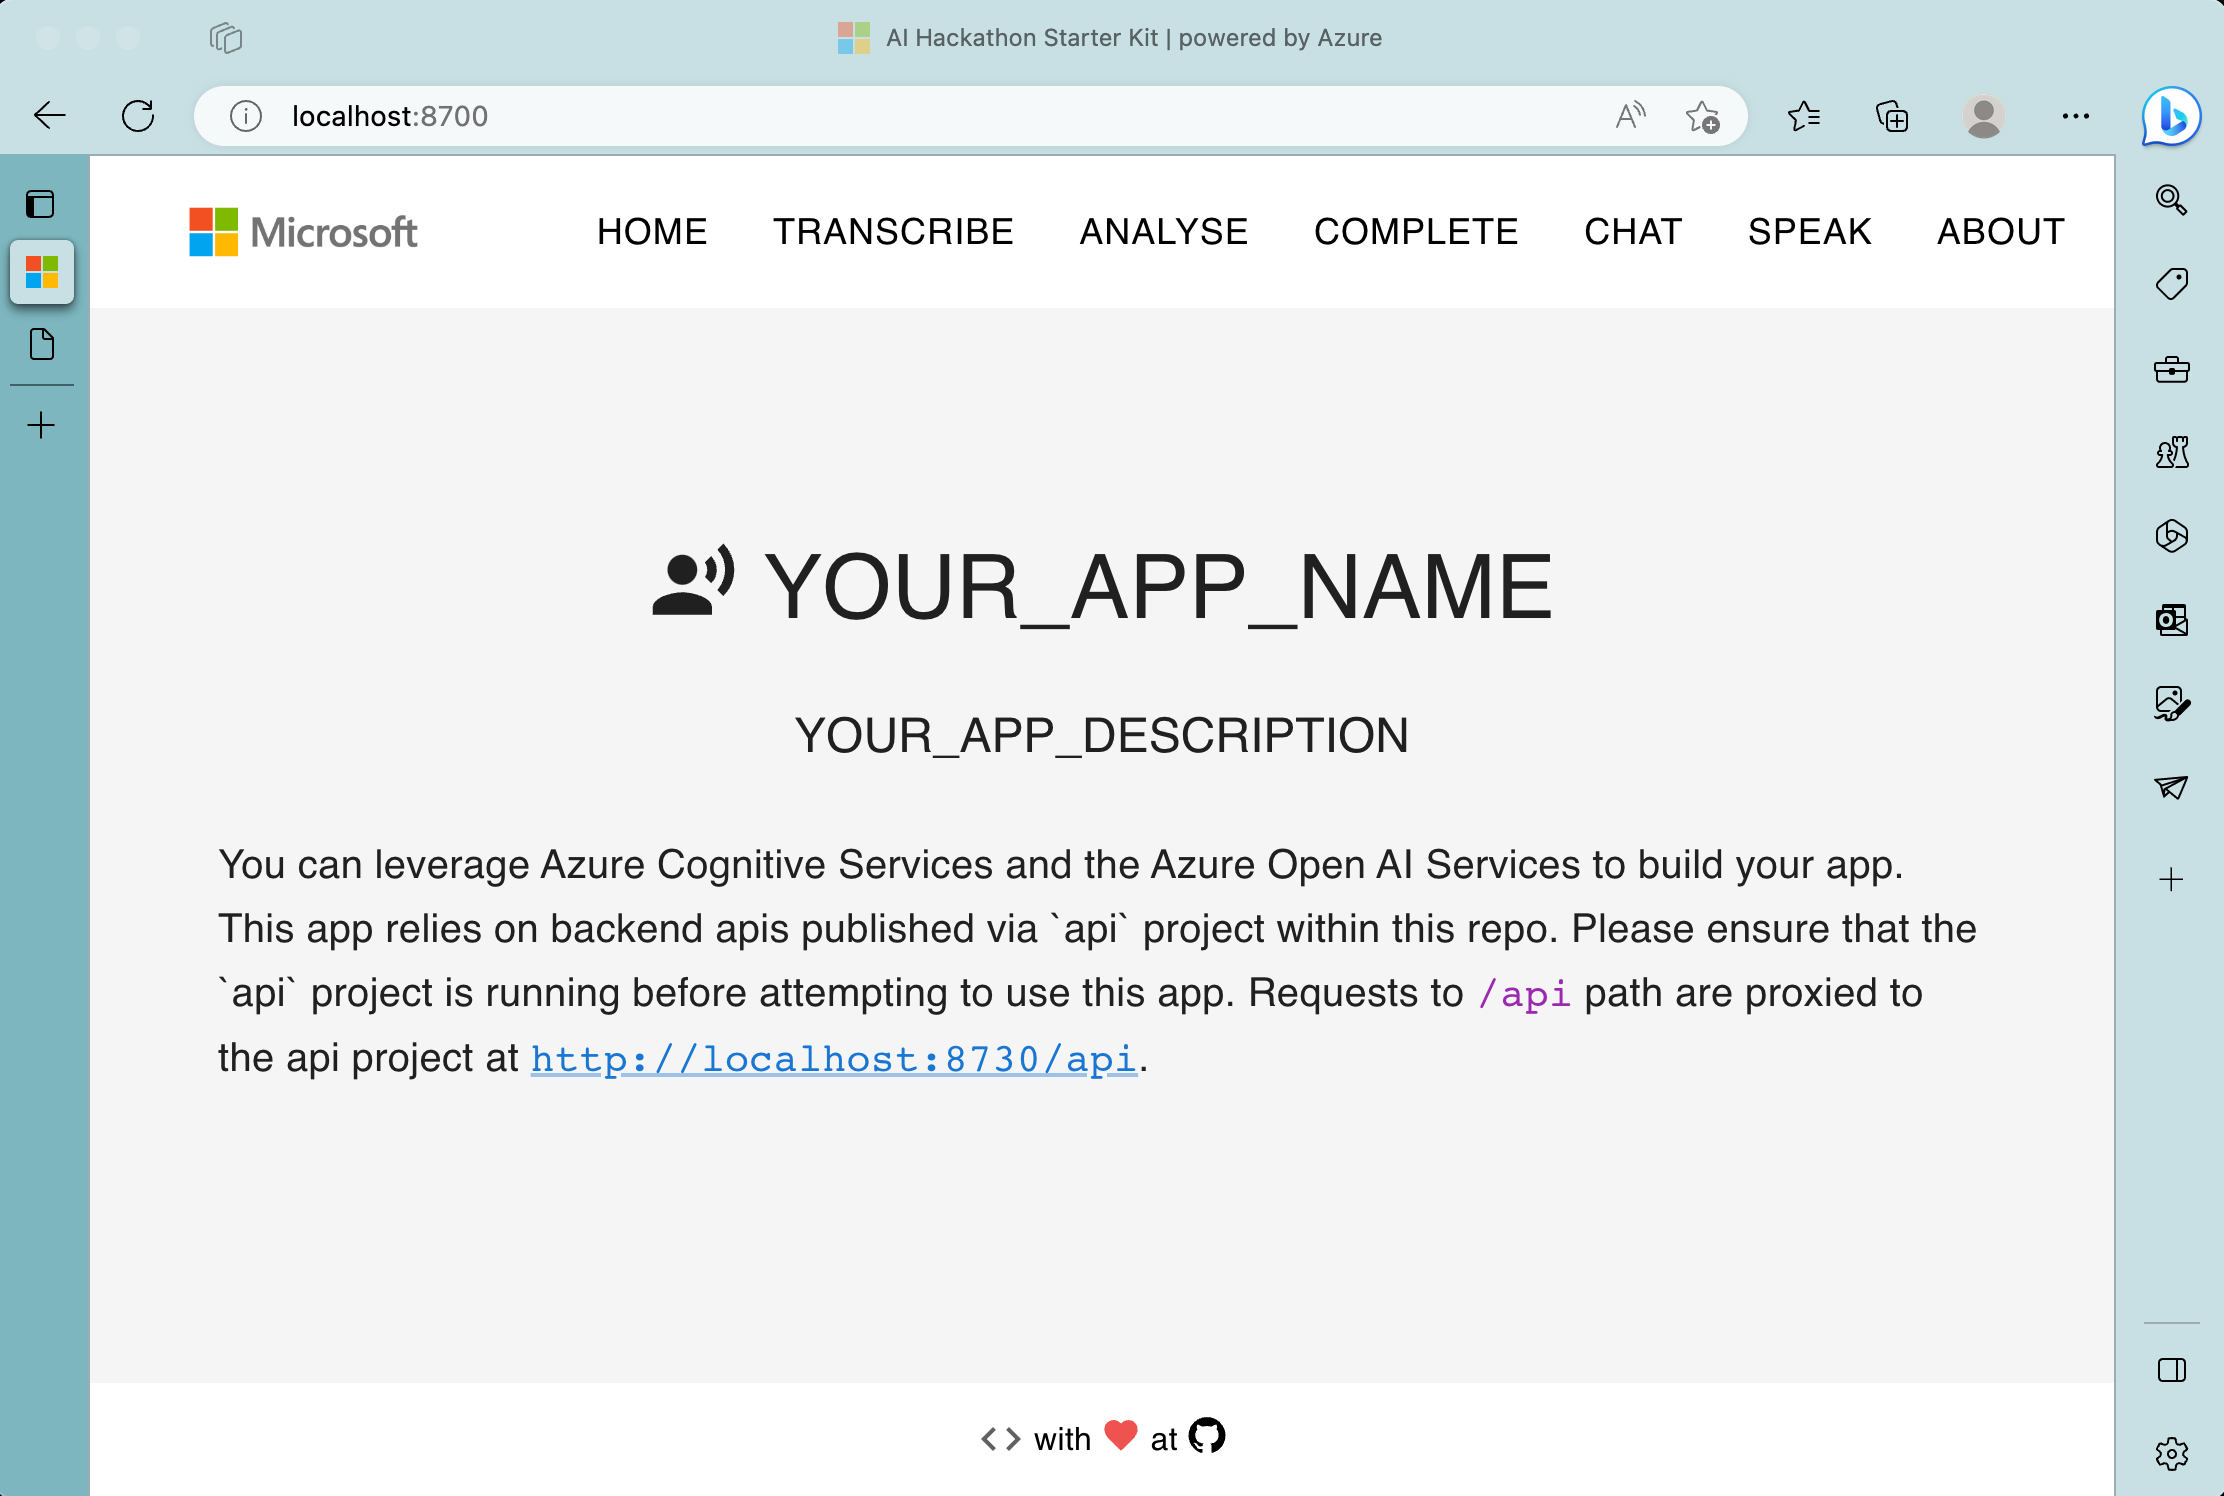 AI Hackathon Starter Kit | powered by Azure
localhost:8700
Microsoft
HOME TRANSCRIBE ANALYSE COMPLETE CHAT SPEAK ABOUT
YOUR_APP_NAME
YOUR_APP_DESCRIPTION
You can leverage Azure Cognitive Services and the Azure Open AI Services to build your app.
This app relies on backend apis published via `api` project within this repo. Please ensure that the
`api` project is running before attempting to use this app. Requests to /api path are proxied to
the api project at http://localhost:8730/api.
<> with ❤ at